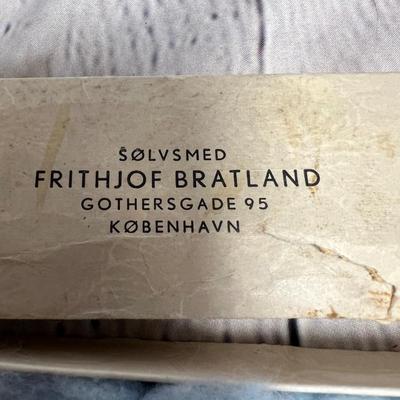 SØLVSMED
FRITHJOF BRATLAND
GOTHERSGADE 95
KØBENHAVN